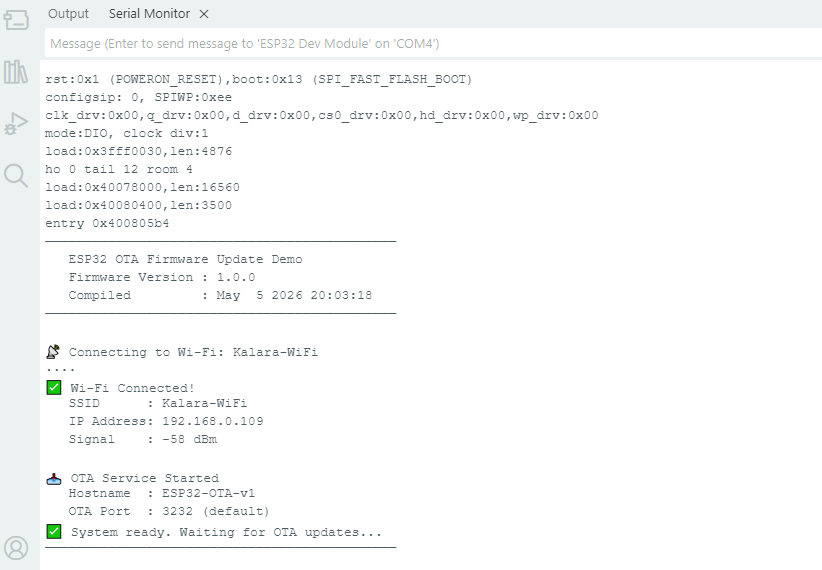 Output Serial Monitor ×
Message (Enter to send message to 'ESP32 Dev Module' on 'COM4')
rst:0x1 (POWERON_RESET),boot:0x13 (SPI_FAST_FLASH_BOOT)
configsip: 0, SPIWP:0xee
clk_drv:0x00,q_drv:0x00,d_drv:0x00,cs0_drv:0x00,hd_drv:0x00,wp_drv:0x00
mode:DIO, clock div:1
load:0x3fff0030,len:4876
ho 0 tail 12 room 4
load:0x40078000,len:16560
load:0x40080400,len:3500
entry 0x400805b4
ESP32 OTA Firmware Update Demo
Firmware Version : 1.0.0
Compiled         : May  5 2026 20:03:18
Connecting to Wi-Fi: Kalara-WiFi
....
Wi-Fi Connected!
SSID      : Kalara-WiFi
IP Address: 192.168.0.109
Signal    : -58 dBm
OTA Service Started
Hostname  : ESP32-OTA-v1
OTA Port  : 3232 (default)
System ready. Waiting for OTA updates...